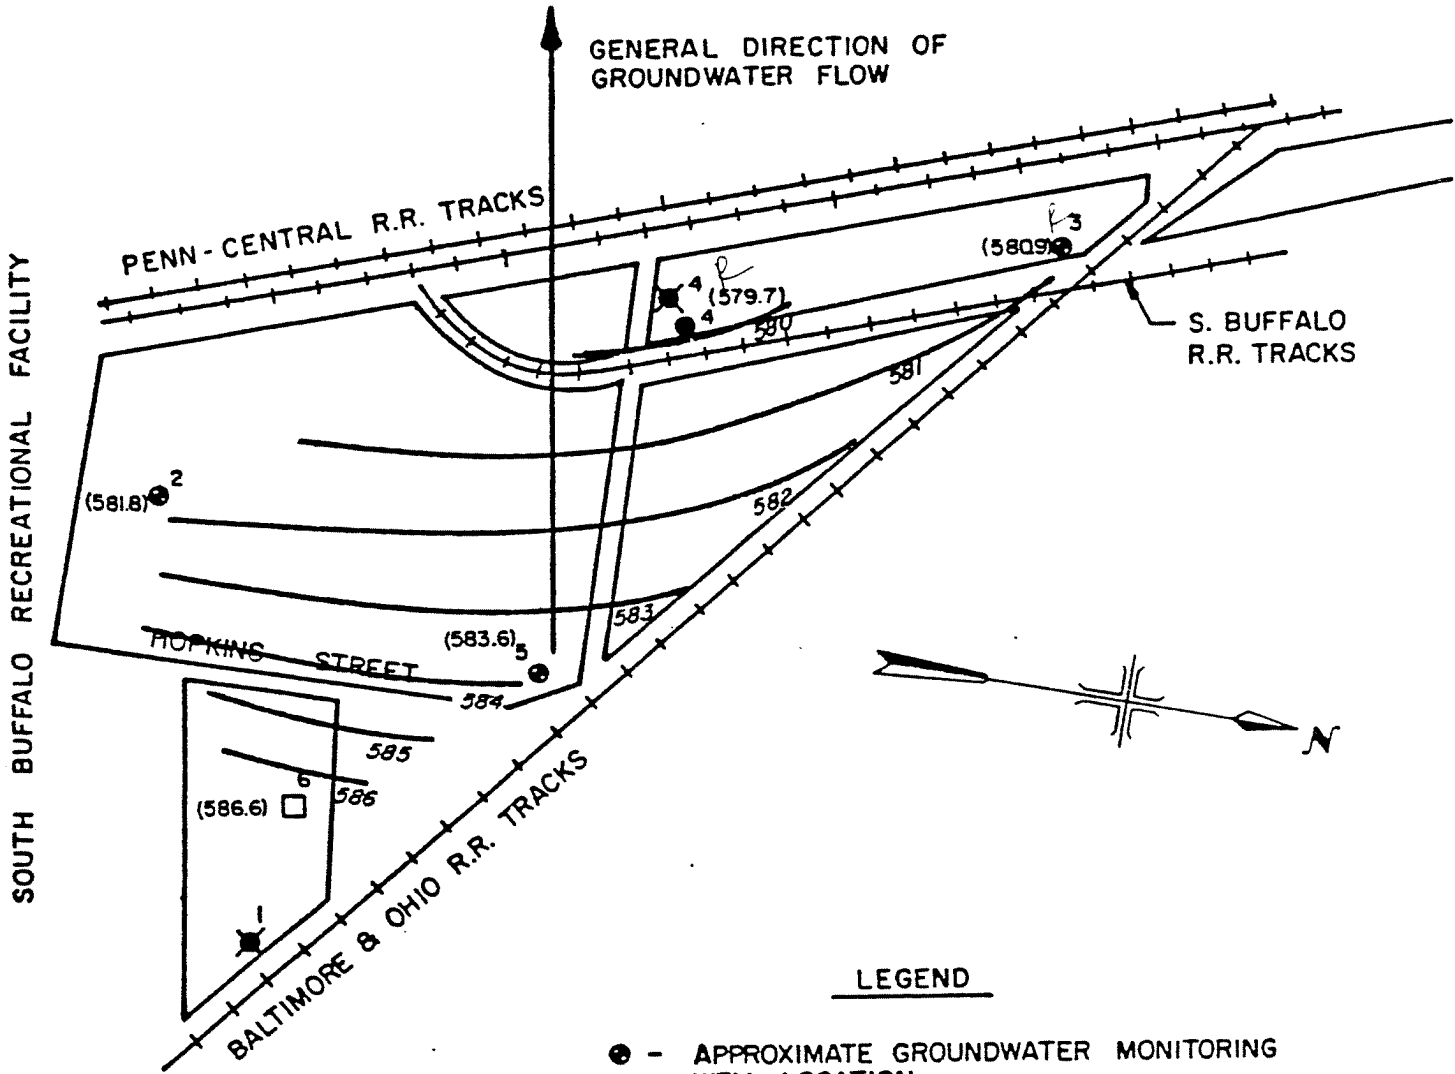 GENERAL DIRECTION OF
GROUNDWATER FLOW
PENN-CENTRAL R.R. TRACKS
SOUTH BUFFALO RECREATIONAL FACILITY
3
(580.9)
4
(579.7)
4
580
S. BUFFALO
R.R. TRACKS
581
2
(581.8)
582
583
(583.6)
5
HOPKINS STREET
584
585
586
6
(586.6)
N
1
BALTIMORE & OHIO R.R. TRACKS
LEGEND
- APPROXIMATE GROUNDWATER MONITORING
WELL LOCATION